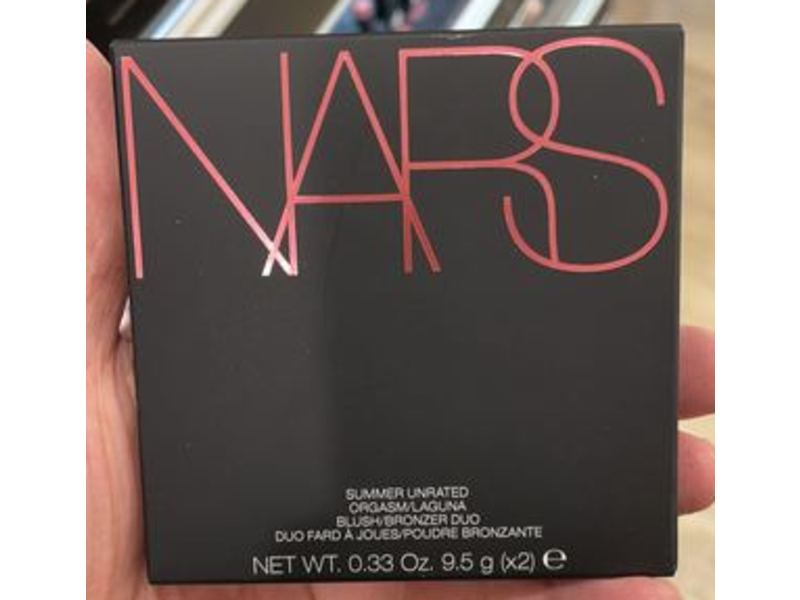 NARS
SUMMER UNRATED
ORGASM/LAGUNA
BLUSH/BRONZER DUO
DUO FARD À JOUES/POUDRE BRONZANTE
NET WT. 0.33 Oz. 9.5 g (x2) ℮